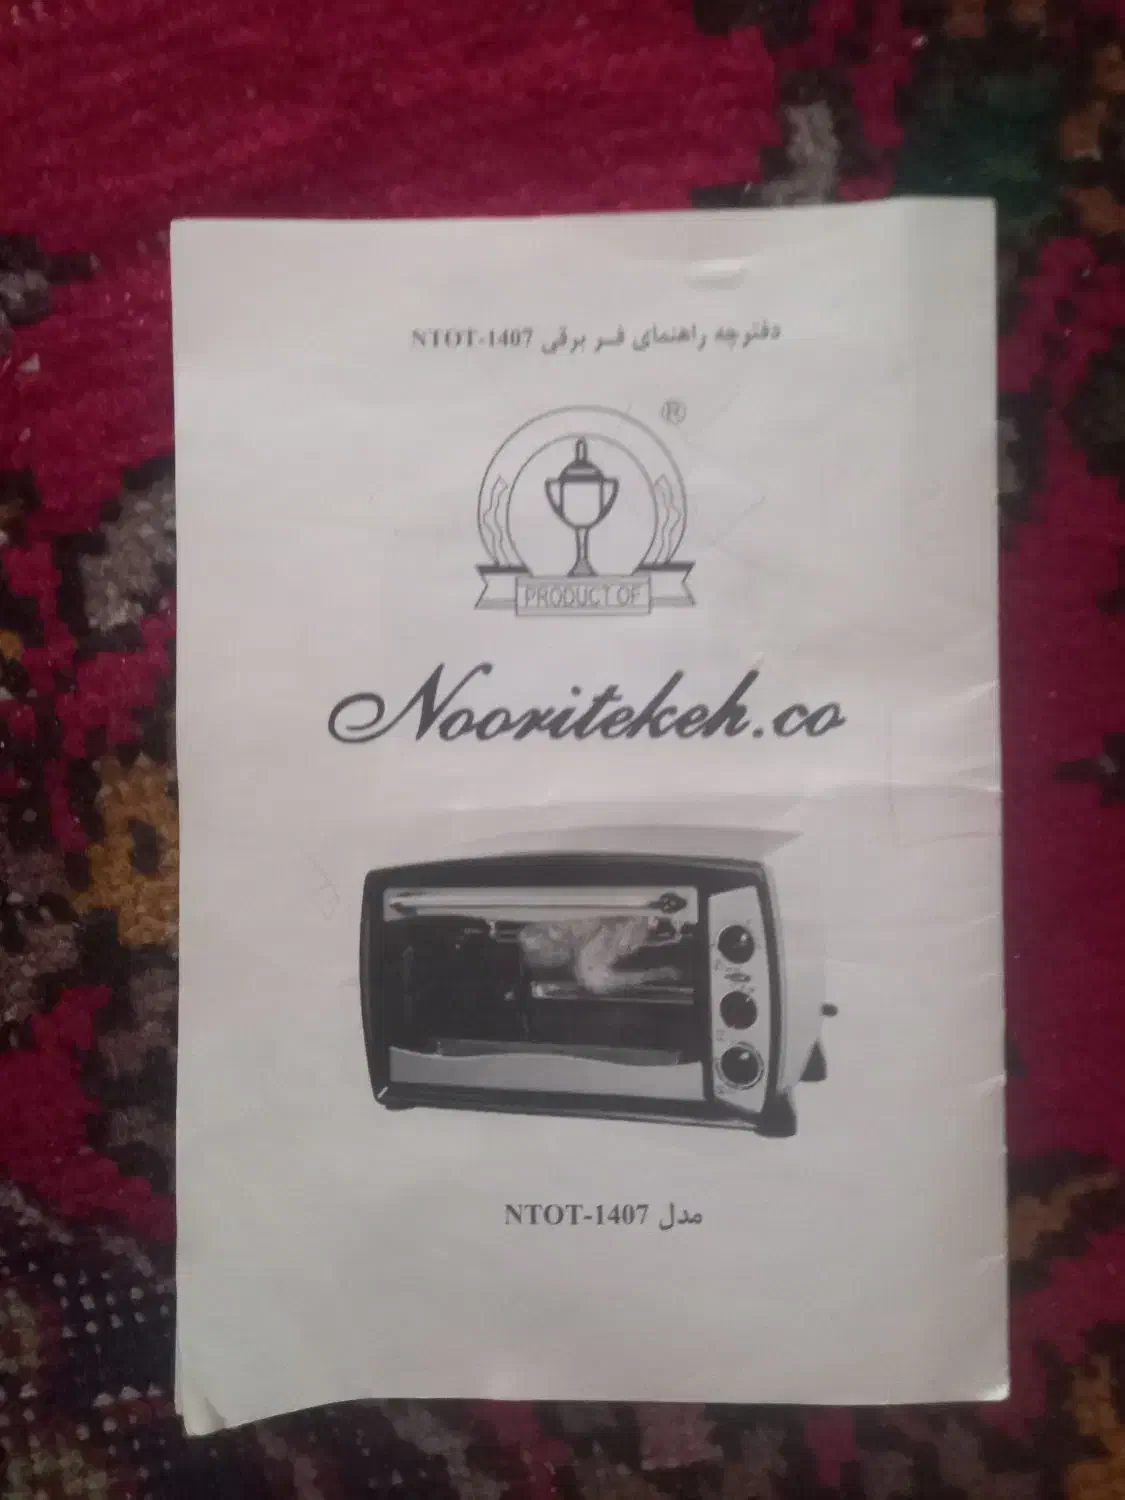 دفترچه راهنمای فر برقی NTOT-1407
®
PRODUCT OF
Nooritekeh.co
مدل NTOT-1407